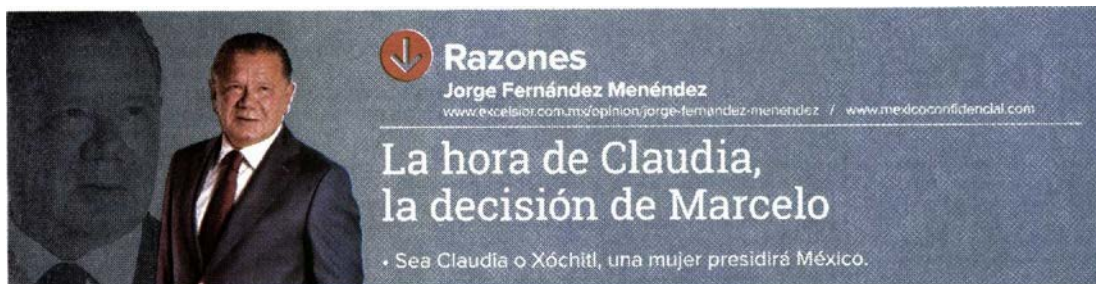 Razones
Jorge Fernández Menéndez
www.excelsior.com.mx/opinion/jorge-fernandez-menendez / www.mexicoconfidencial.com
La hora de Claudia,
la decisión de Marcelo
• Sea Claudia o Xóchitl, una mujer presidirá México.